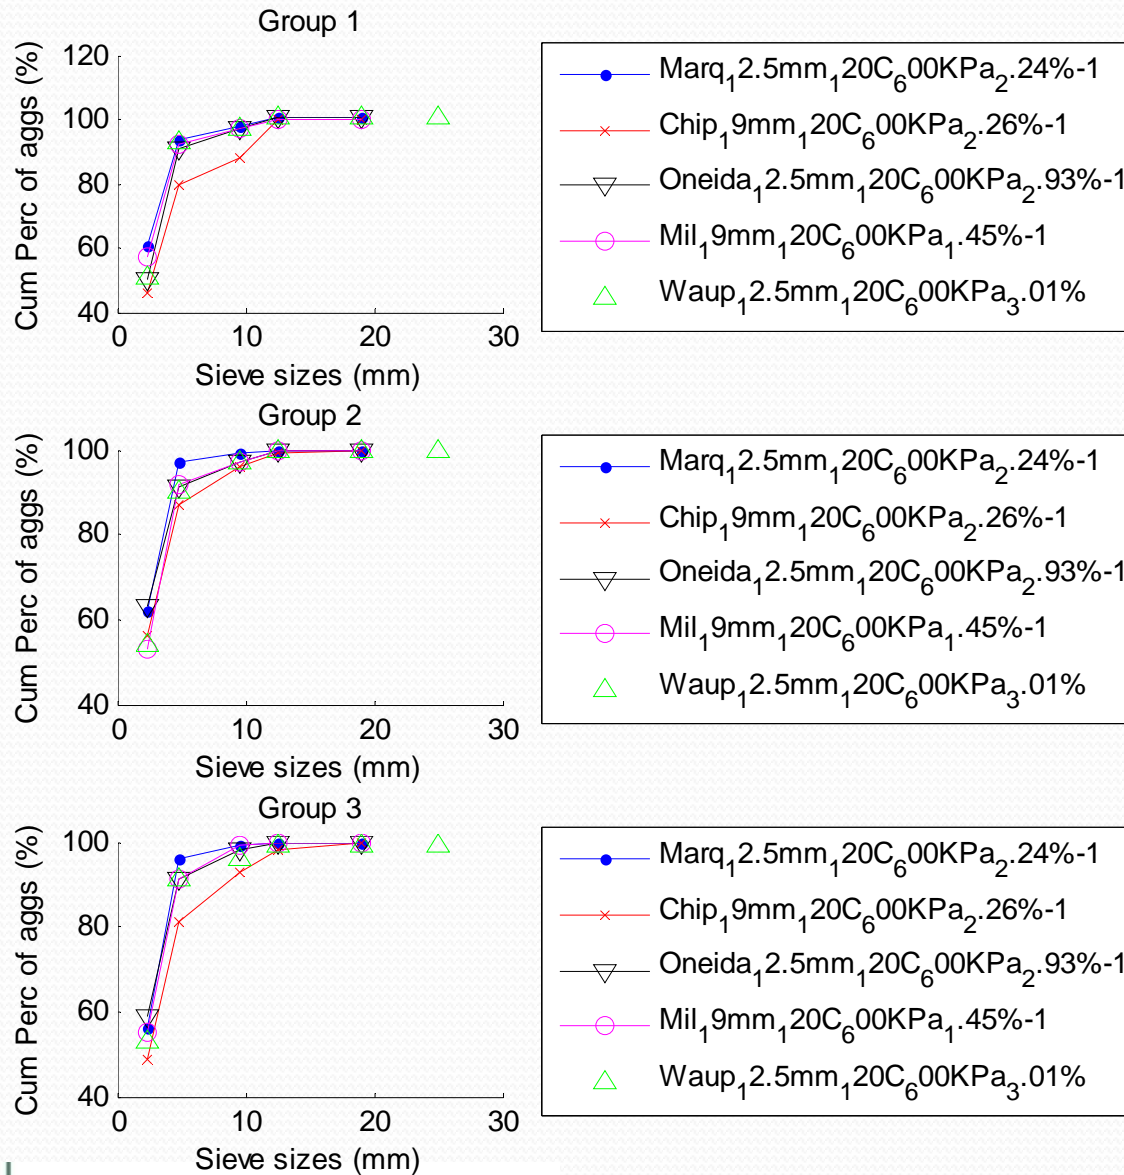 Group 1
Cum Perc of aggs (%)
120
100
80
60
40
0
10
20
30
Sieve sizes (mm)
Marq₁2.5mm₁20C₆00KPa₂.24%-1
Chip₁9mm₁20C₆00KPa₂.26%-1
Oneida₁2.5mm₁20C₆00KPa₂.93%-1
Mil₁9mm₁20C₆00KPa₁.45%-1
Waup₁2.5mm₁20C₆00KPa₃.01%
Group 2
Cum Perc of aggs (%)
100
80
60
40
0
10
20
30
Sieve sizes (mm)
Marq₁2.5mm₁20C₆00KPa₂.24%-1
Chip₁9mm₁20C₆00KPa₂.26%-1
Oneida₁2.5mm₁20C₆00KPa₂.93%-1
Mil₁9mm₁20C₆00KPa₁.45%-1
Waup₁2.5mm₁20C₆00KPa₃.01%
Group 3
Cum Perc of aggs (%)
100
80
60
40
0
10
20
30
Sieve sizes (mm)
Marq₁2.5mm₁20C₆00KPa₂.24%-1
Chip₁9mm₁20C₆00KPa₂.26%-1
Oneida₁2.5mm₁20C₆00KPa₂.93%-1
Mil₁9mm₁20C₆00KPa₁.45%-1
Waup₁2.5mm₁20C₆00KPa₃.01%